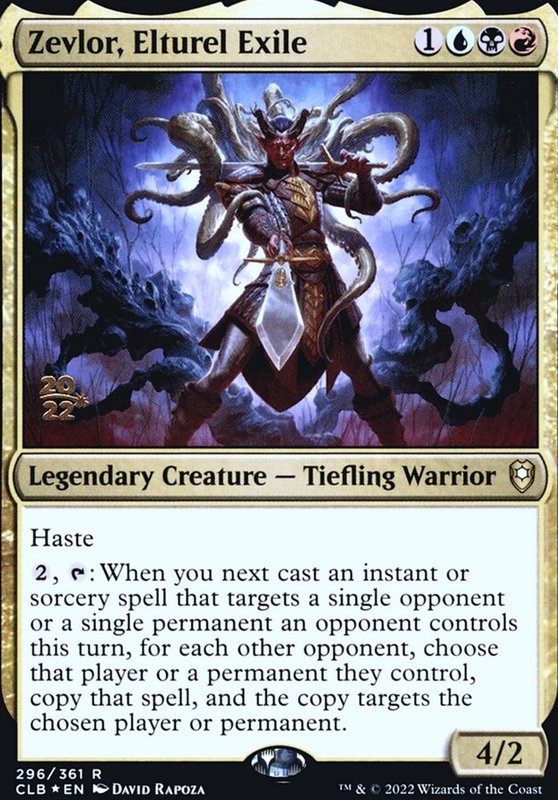 Zevlor, Elturel Exile 1
20
22
Legendary Creature — Tiefling Warrior
Haste
2, : When you next cast an instant or
sorcery spell that targets a single opponent
or a single permanent an opponent controls
this turn, for each other opponent, choose
that player or a permanent they control,
copy that spell, and the copy targets the
chosen player or permanent.
4/2
296/361 R
CLB ★ EN DAVID RAPOZA ™ & © 2022 Wizards of the Coast